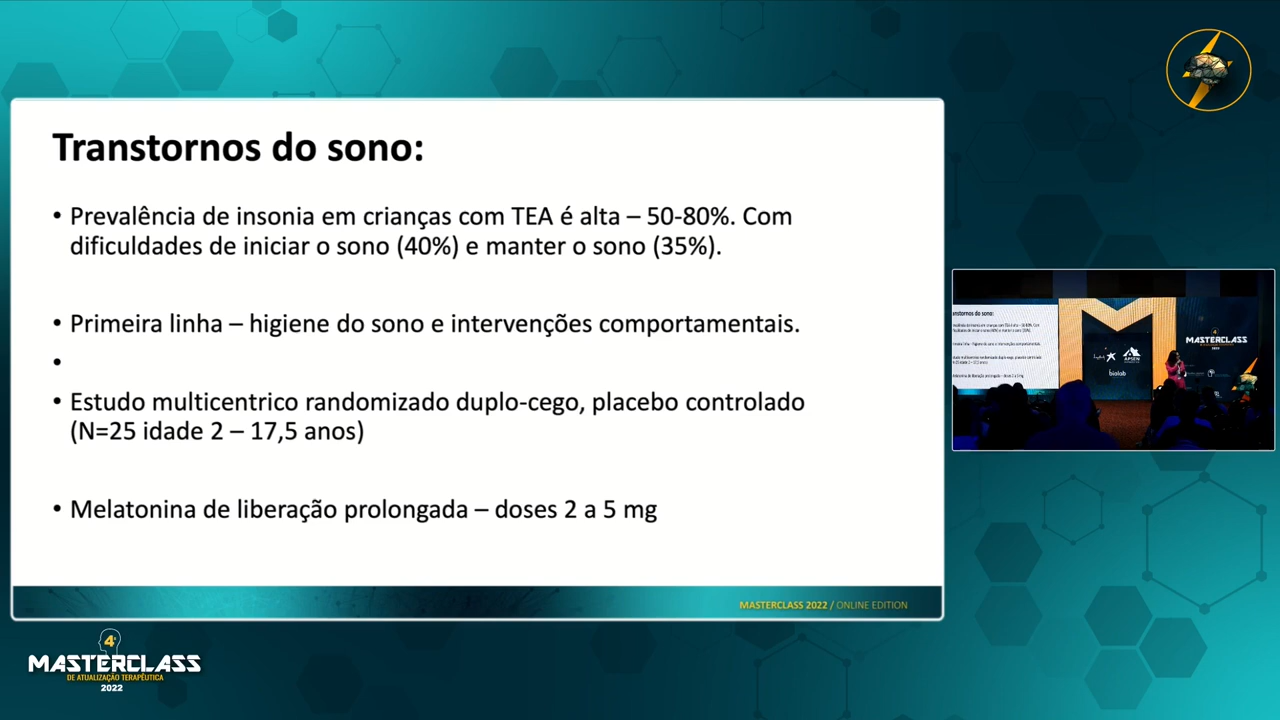 Transtornos do sono:
• Prevalência de insonia em crianças com TEA é alta – 50-80%. Com
dificuldades de iniciar o sono (40%) e manter o sono (35%).
• Primeira linha – higiene do sono e intervenções comportamentais.
•
• Estudo multicentrico randomizado duplo-cego, placebo controlado
(N=25 idade 2 – 17,5 anos)
• Melatonina de liberação prolongada – doses 2 a 5 mg
MASTERCLASS 2022 / ONLINE EDITION
M
APSEN
biolab
MASTERCLASS
2022
4ª
MASTERCLASS
DE ATUALIZAÇÃO TERAPÊUTICA
2022